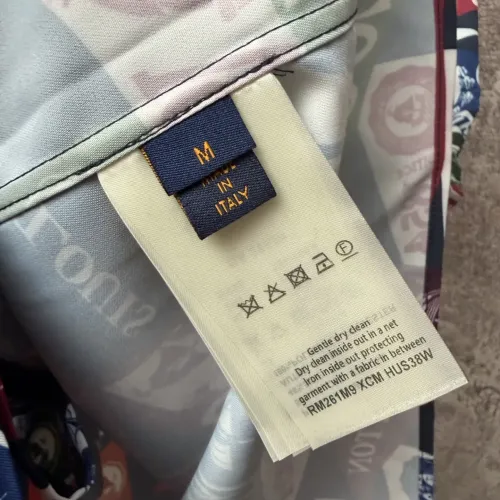 M
MADE
IN
ITALY
F
Gentle dry clean
Dry clean inside out in a net
Iron inside out protecting
garment with a fabric in between
RM261M9 XCM HUS38W